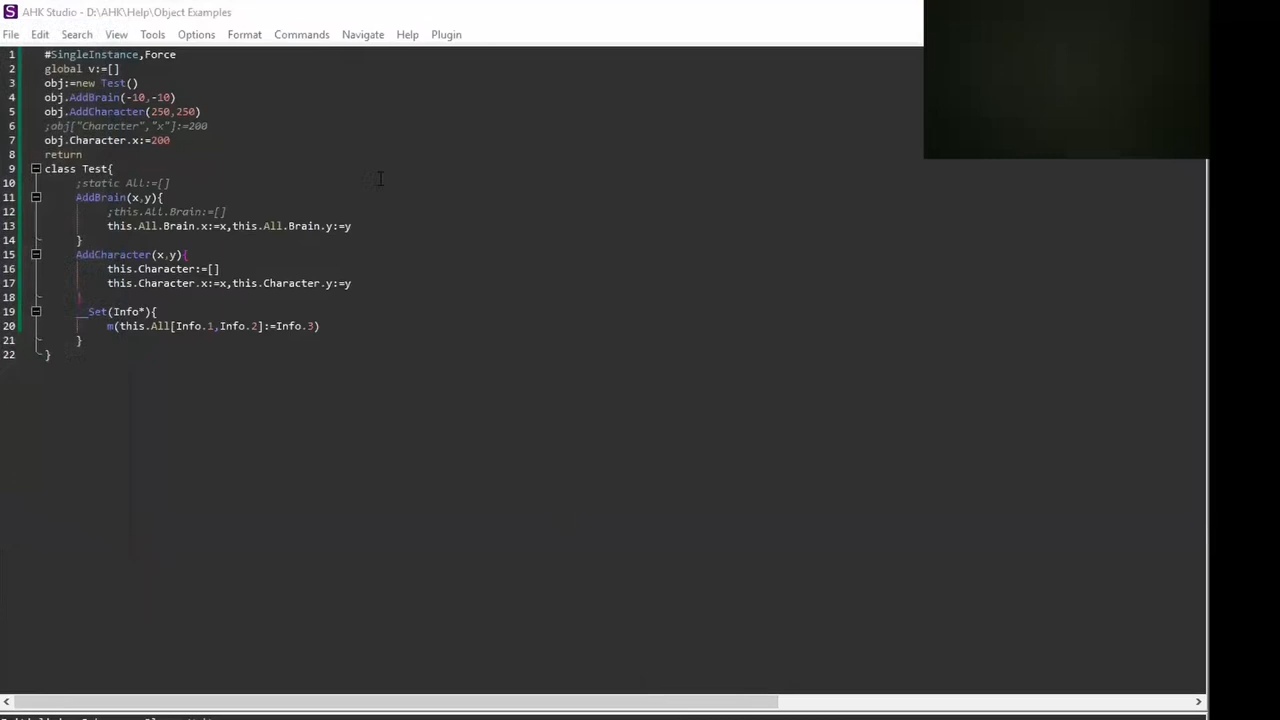 AHK Studio - D:\AHK\Help\Object Examples
File Edit Search View Tools Options Format Commands Navigate Help Plugin
1 #SingleInstance,Force
2 global v:=[]
3 obj:=new Test()
4 obj.AddBrain(-10,-10)
5 obj.AddCharacter(250,250)
6 ;obj["Character","x"]:=200
7 obj.Character.x:=200
8 return
9 class Test{
10 ;static All:=[]
11 AddBrain(x,y){
12 ;this.All.Brain:=[]
13 this.All.Brain.x:=x,this.All.Brain.y:=y
14 }
15 AddCharacter(x,y){
16 this.Character:=[]
17 this.Character.x:=x,this.Character.y:=y
18 }
19 __Set(Info*){
20 m(this.All[Info.1,Info.2]:=Info.3)
21 }
22 }